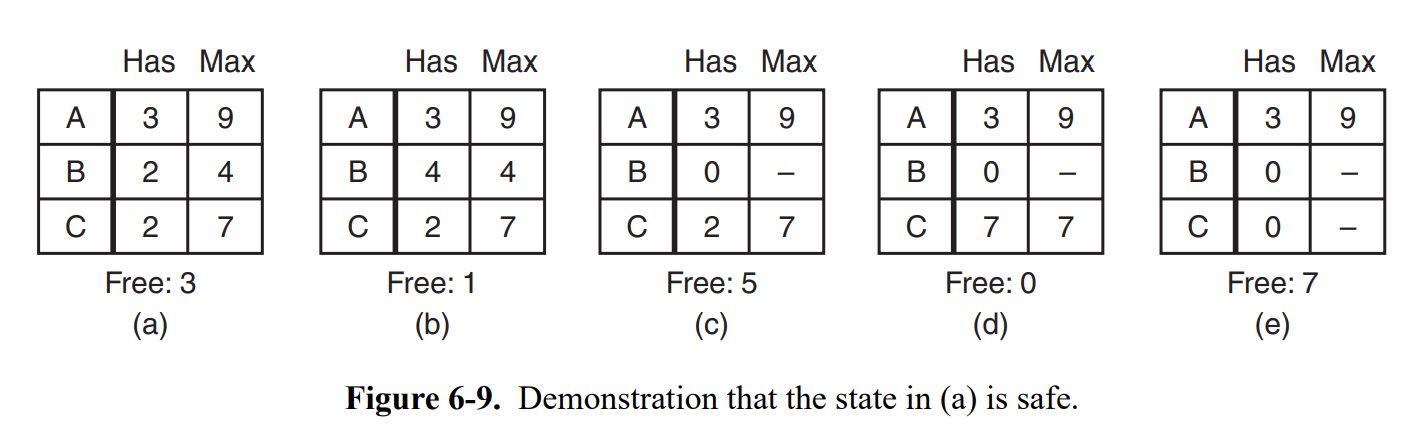 Has Max Has Max Has Max Has Max Has Max
A 3 9 A 3 9 A 3 9 A 3 9 A 3 9
B 2 4 B 4 4 B 0 – B 0 – B 0 –
C 2 7 C 2 7 C 2 7 C 7 7 C 0 –
Free: 3 Free: 1 Free: 5 Free: 0 Free: 7
(a) (b) (c) (d) (e)
Figure 6-9. Demonstration that the state in (a) is safe.